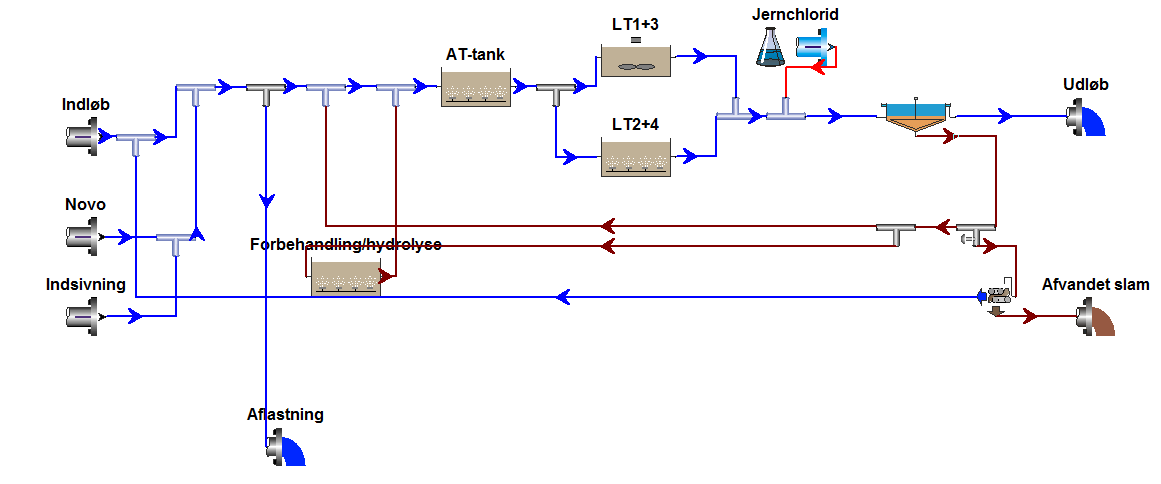 Jernchlorid
LT1+3
AT-tank
Indløb
Udløb
LT2+4
Novo
Forbehandling/hydrolyse
Indsivning
Afvandet slam
Aflastning